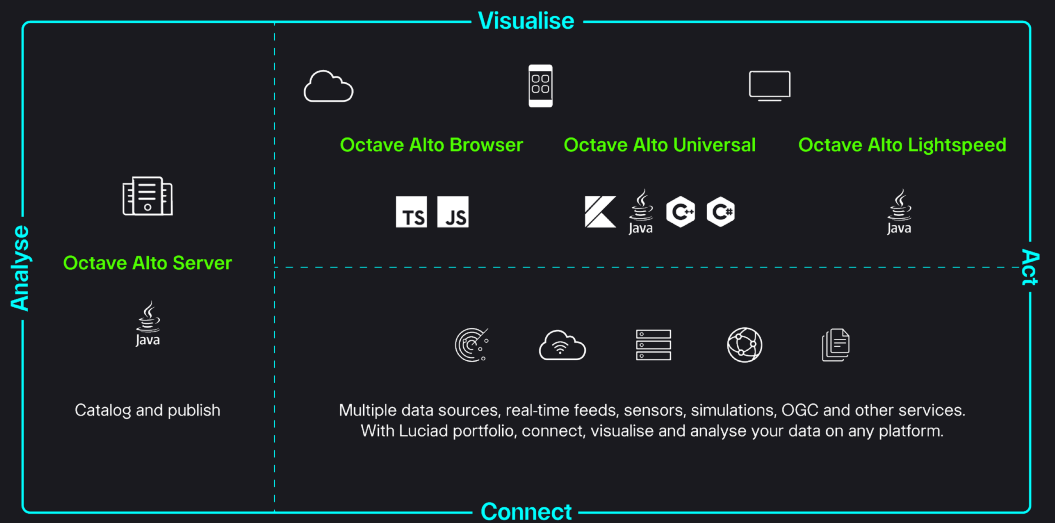 Visualise
Octave Alto Browser
Octave Alto Universal
Octave Alto Lightspeed
TS
JS
Java
C++
C#
Java
Analyse
Octave Alto Server
Java
Catalog and publish
Act
Multiple data sources, real-time feeds, sensors, simulations, OGC and other services.
With Luciad portfolio, connect, visualise and analyse your data on any platform.
Connect